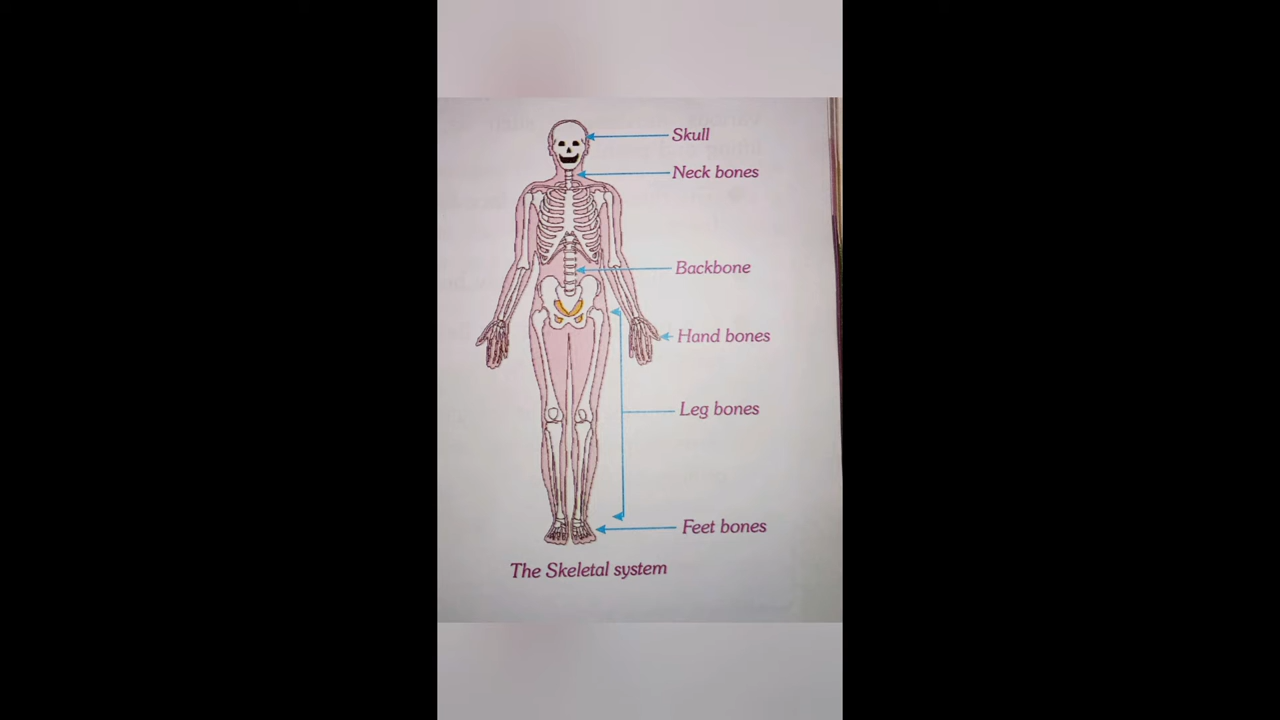 Skull
Neck bones
Backbone
Hand bones
Leg bones
Feet bones
The Skeletal system